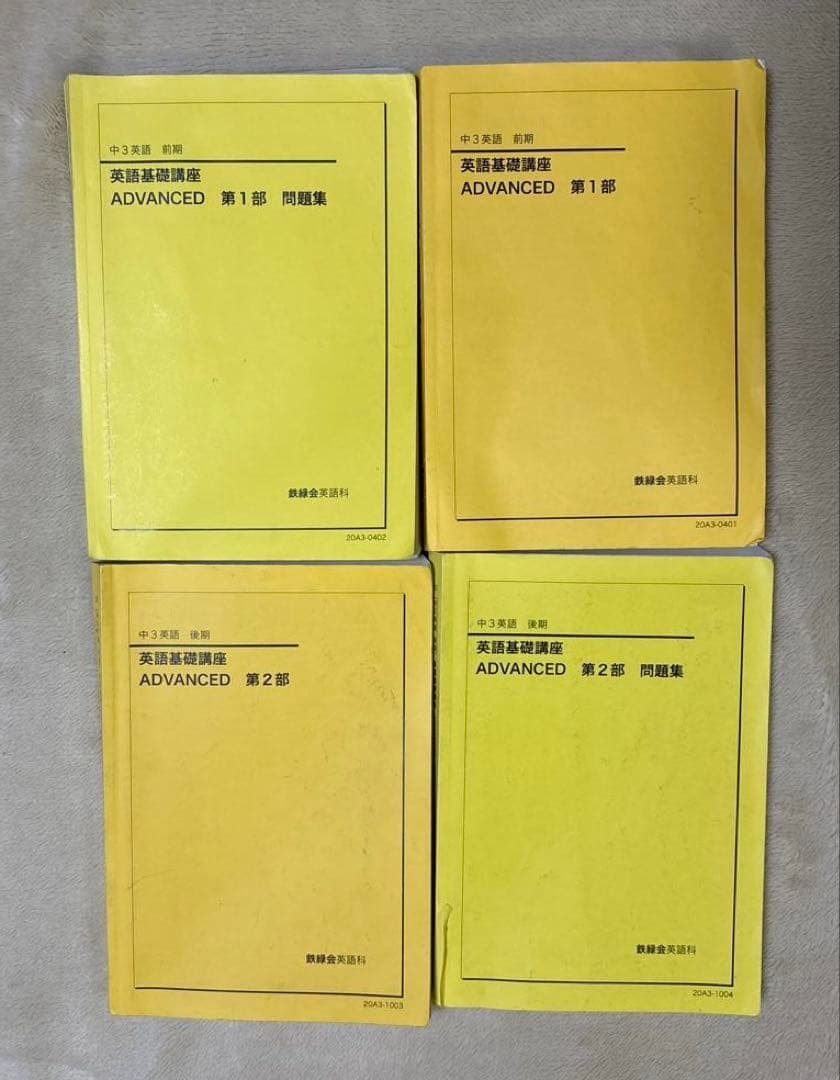 中3英語　前期
英語基礎講座
ADVANCED　第1部　問題集
鉄緑会英語科
20A3-0402
中3英語　前期
英語基礎講座
ADVANCED　第1部
鉄緑会英語科
20A3-0401
中3英語　後期
英語基礎講座
ADVANCED　第2部
鉄緑会英語科
20A3-1003
中3英語　後期
英語基礎講座
ADVANCED　第2部　問題集
鉄緑会英語科
20A3-1004